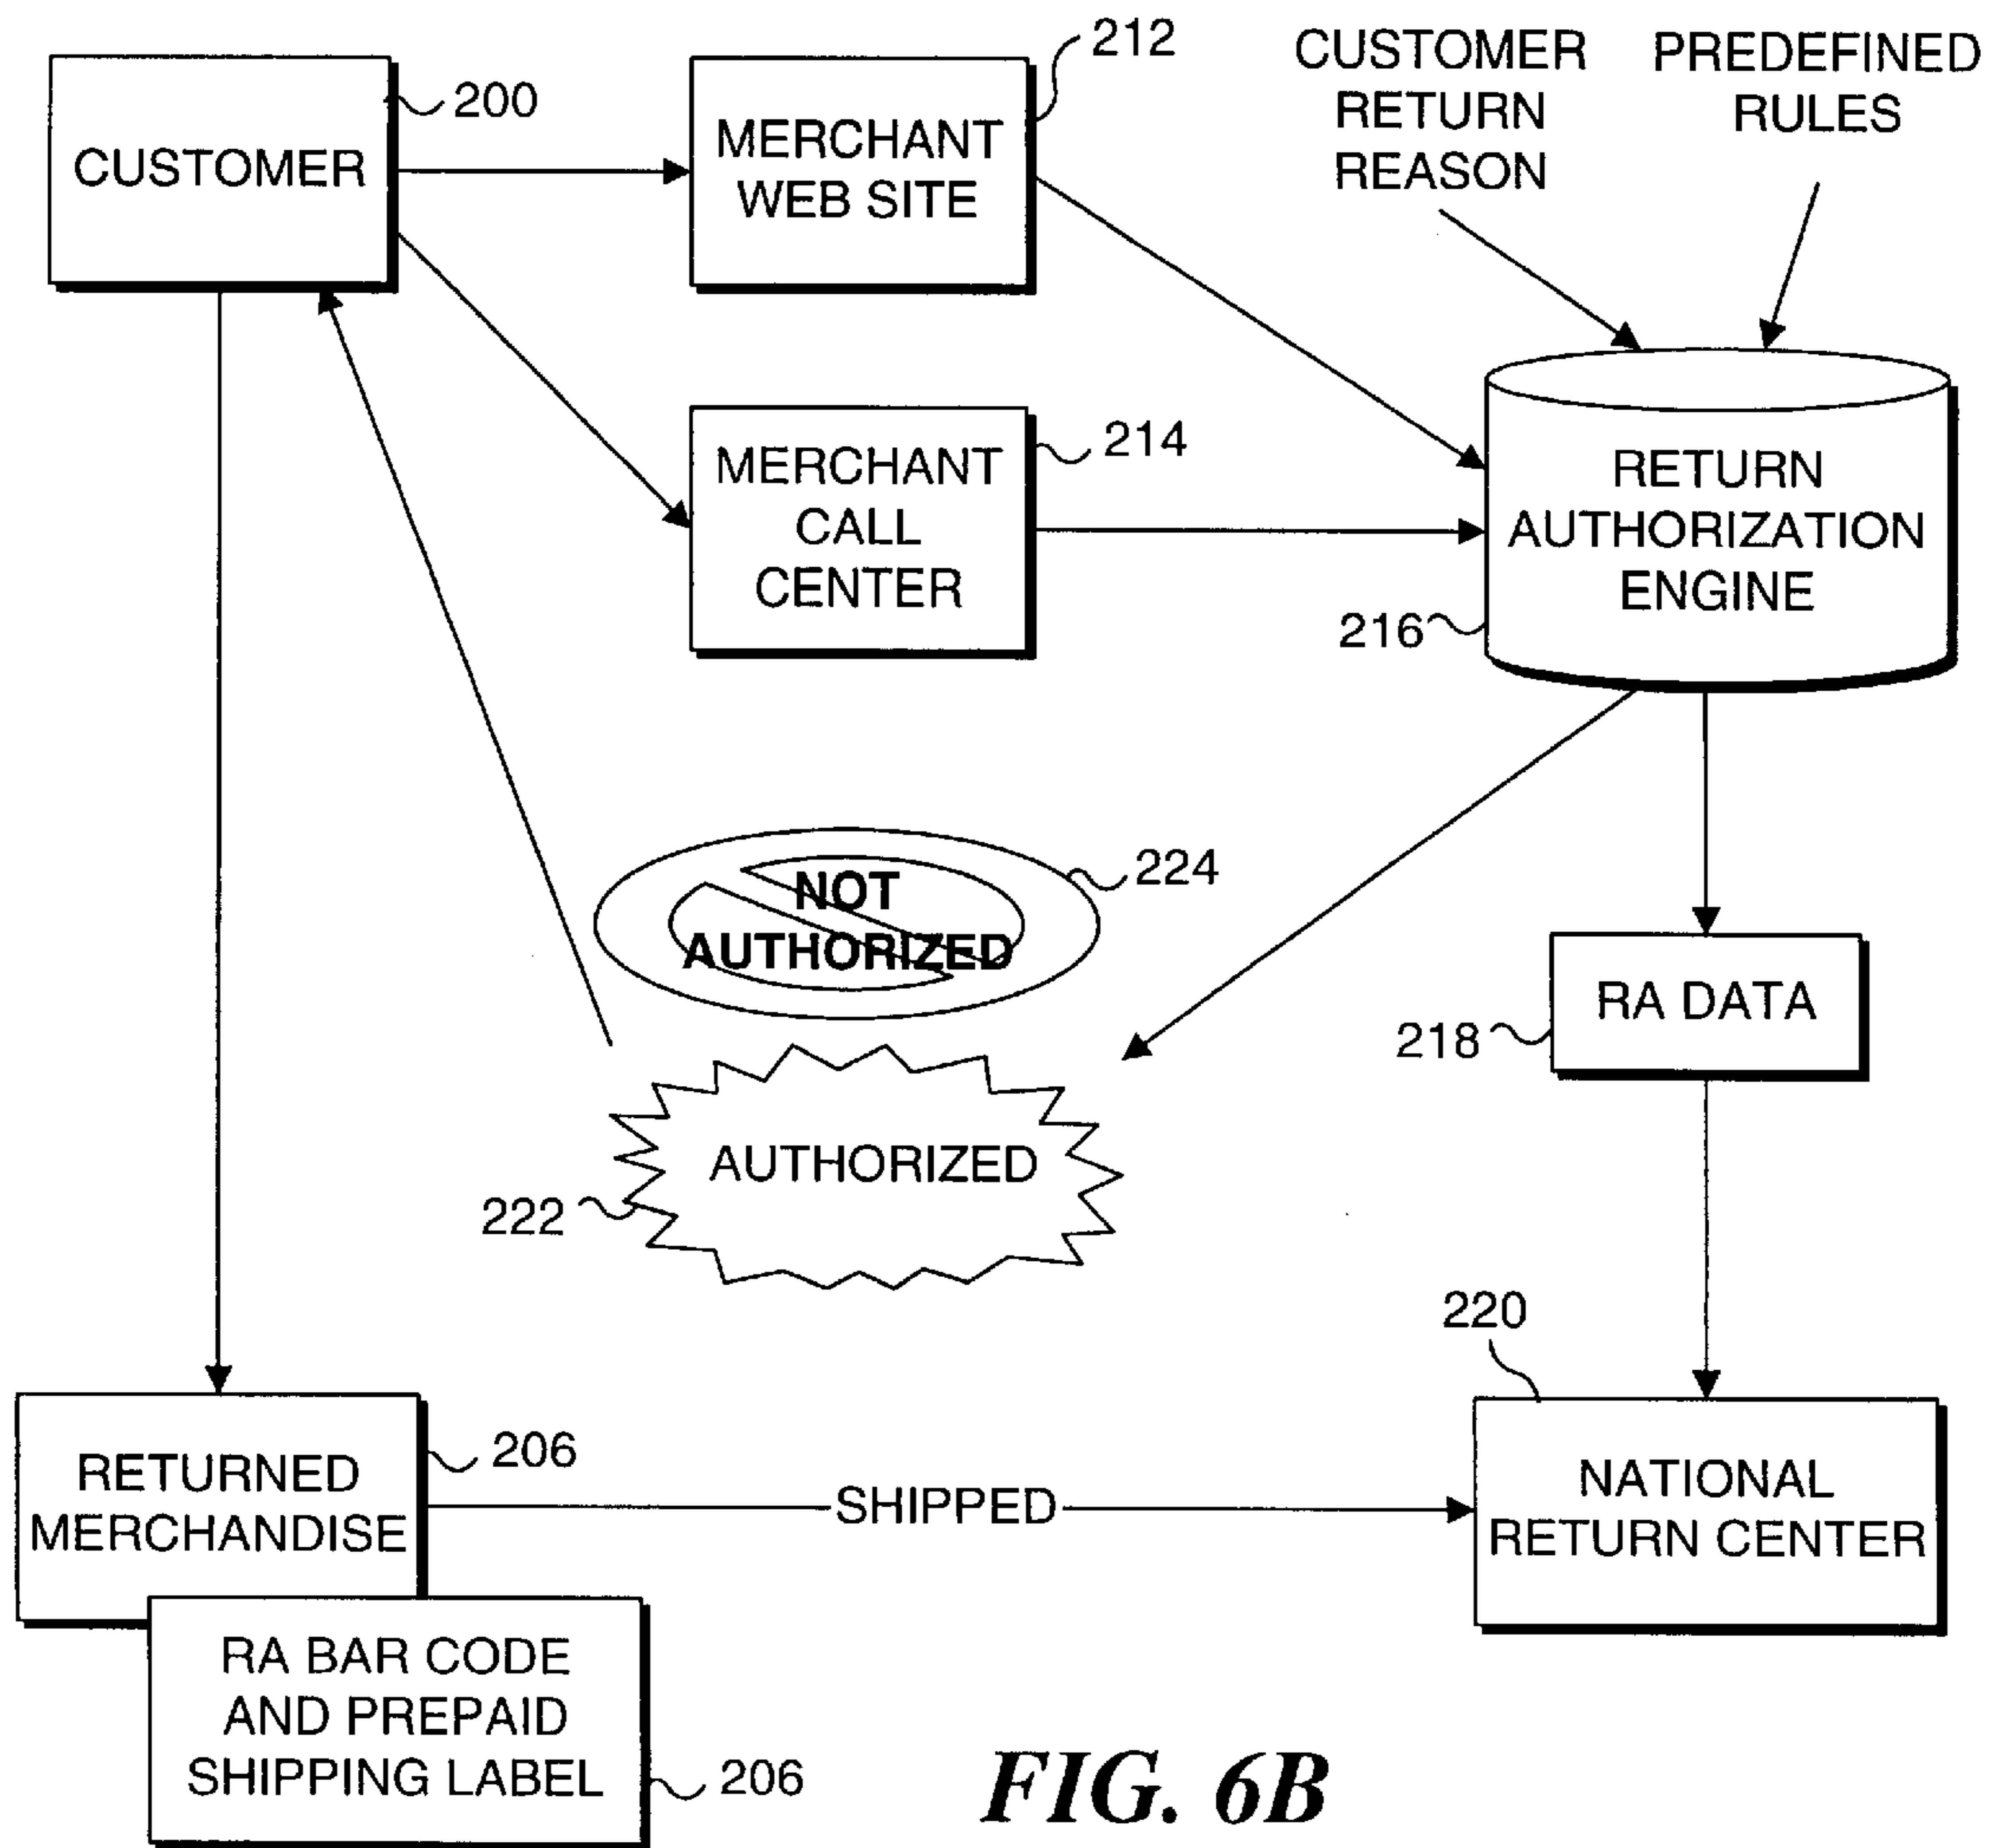 212
CUSTOMER
RETURN
REASON
PREDEFINED
RULES
200
CUSTOMER
MERCHANT
WEB SITE
214
MERCHANT
CALL
CENTER
RETURN
AUTHORIZATION
ENGINE
216
224
NOT
AUTHORIZED
RA DATA
218
AUTHORIZED
222
220
RETURNED
MERCHANDISE
206
SHIPPED
NATIONAL
RETURN CENTER
RA BAR CODE
AND PREPAID
SHIPPING LABEL
206
FIG. 6B